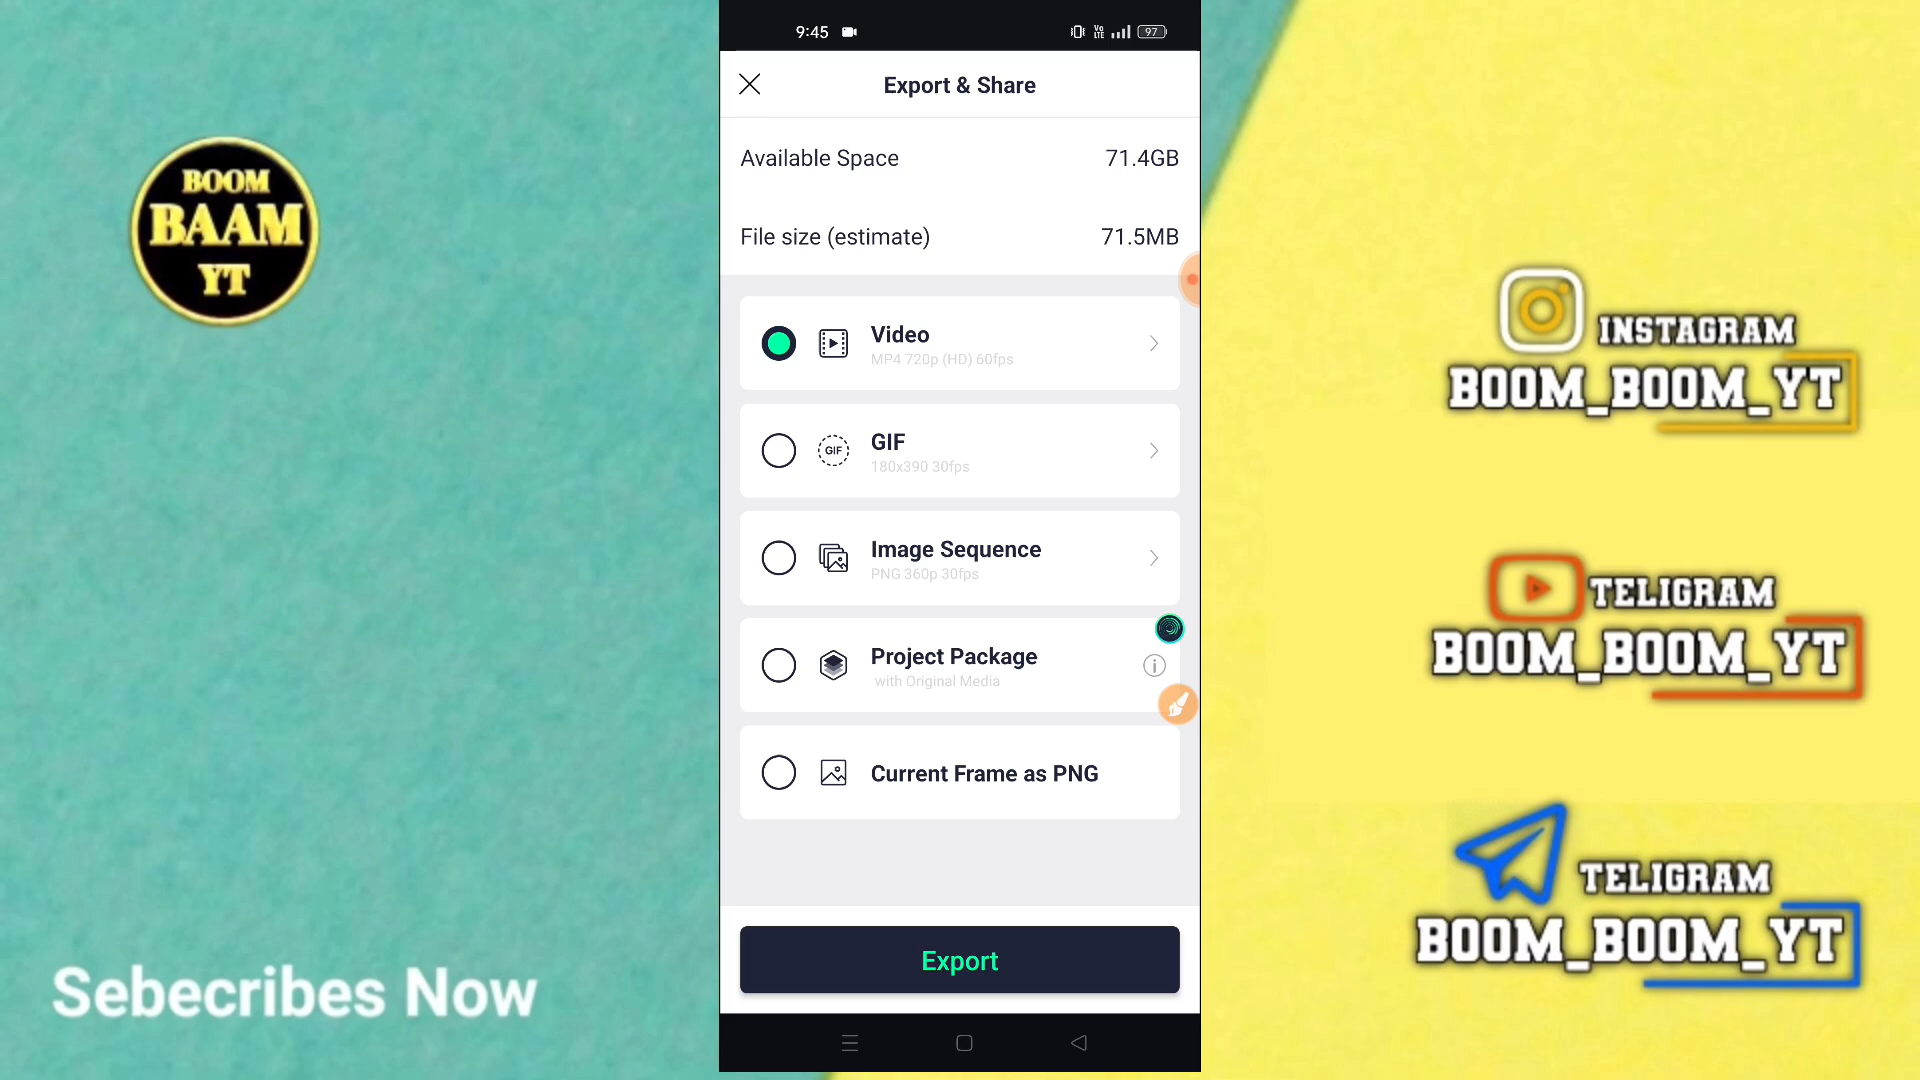 BOOM
BAAM
YT
Sebecribes Now
9:45
Vo
LTE
97
Export & Share
Available Space
71.4GB
File size (estimate)
71.5MB
Video
MP4 720p (HD) 60fps
GIF
GIF
180x390 30fps
Image Sequence
PNG 360p 30fps
Project Package
with Original Media
Current Frame as PNG
Export
INSTAGRAM
BOOM_BOOM_YT
TELIGRAM
BOOM_BOOM_YT
TELIGRAM
BOOM_BOOM_YT